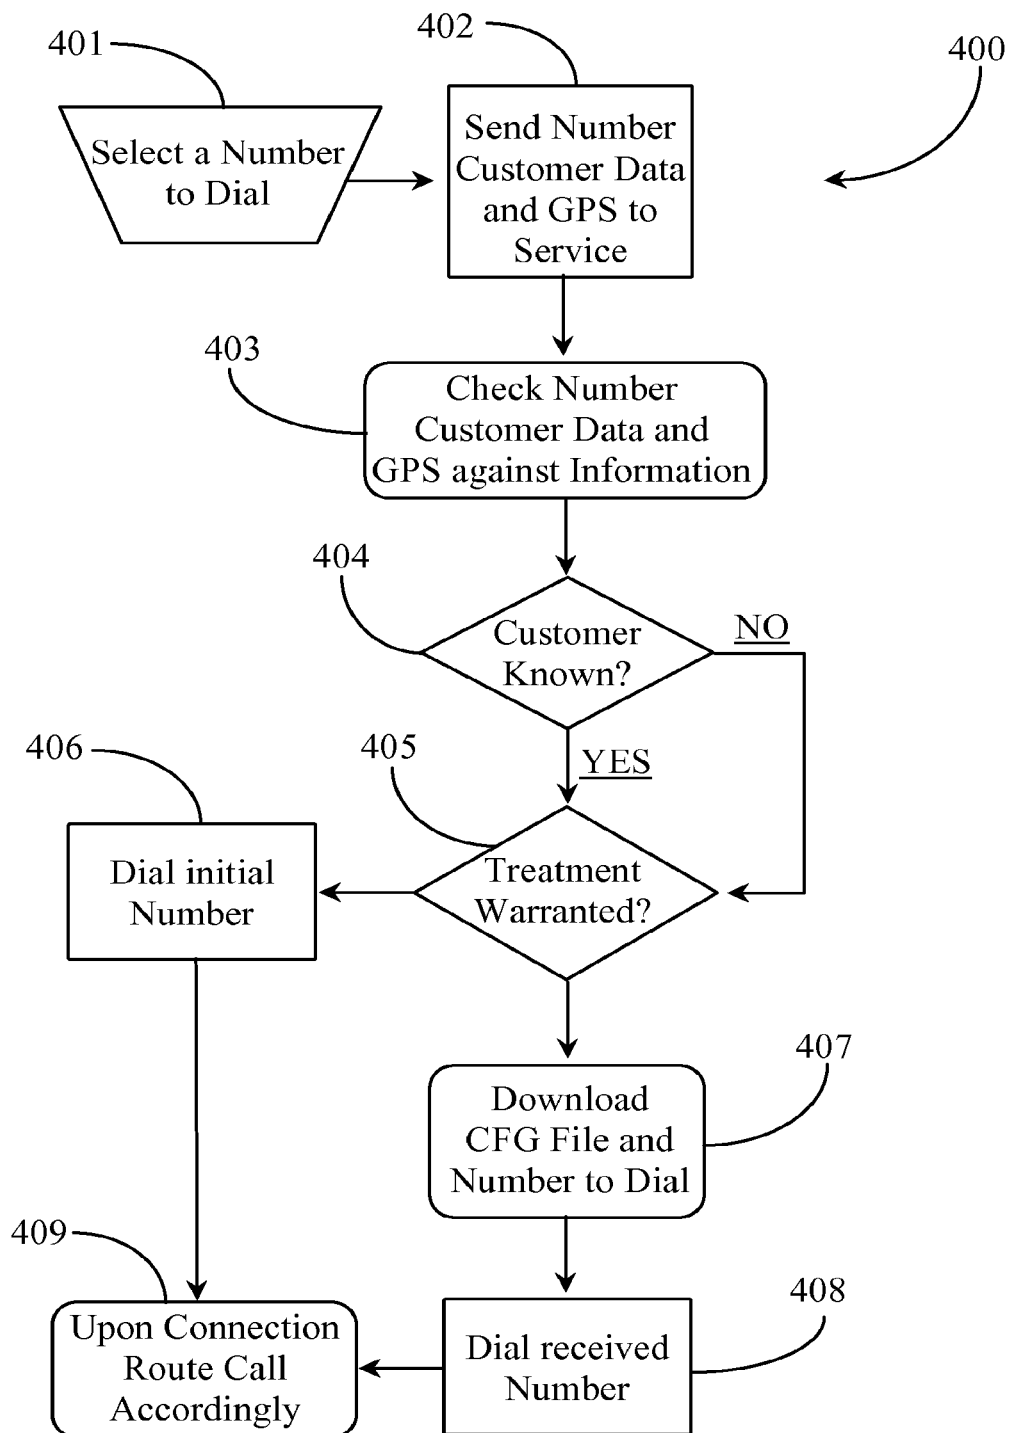 401
402
400
Select a Number
to Dial
Send Number
Customer Data
and GPS to
Service
403
Check Number
Customer Data and
GPS against Information
404
Customer
Known?
NO
YES
405
406
Treatment
Warranted?
Dial initial
Number
407
Download
CFG File and
Number to Dial
409
408
Upon Connection
Route Call
Accordingly
Dial received
Number